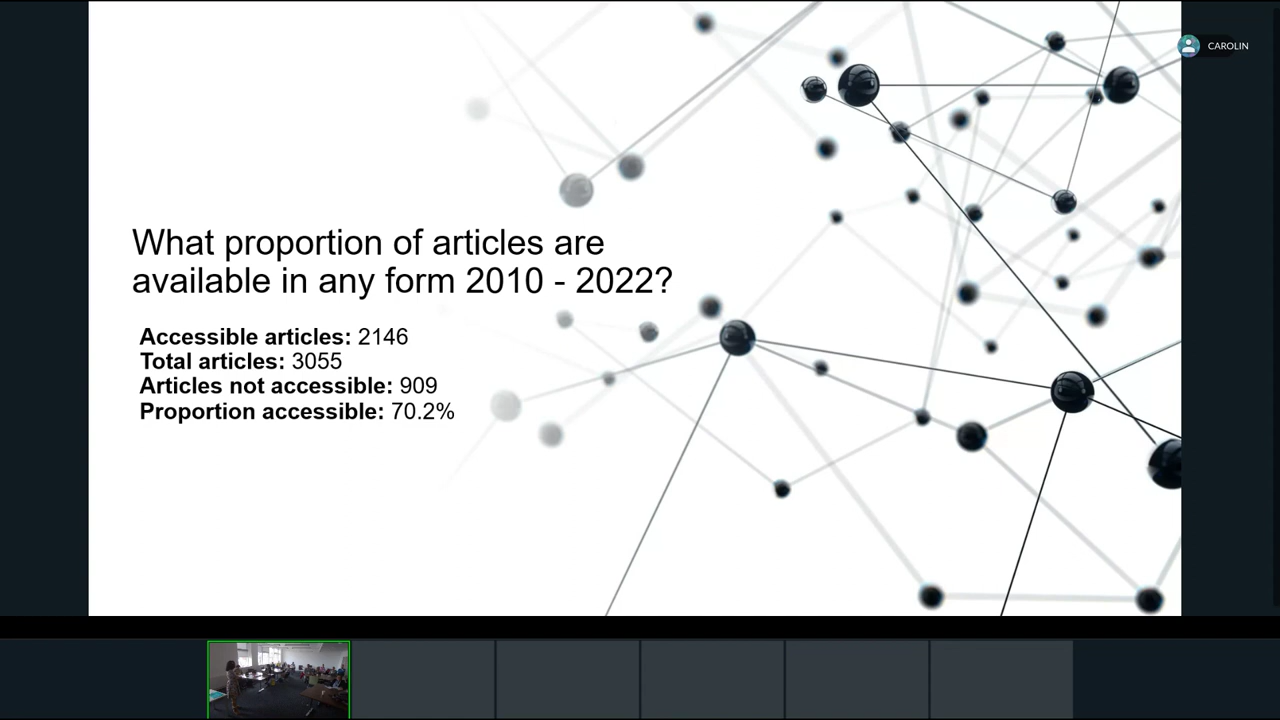 CAROLIN
What proportion of articles are
available in any form 2010 - 2022?
Accessible articles: 2146
Total articles: 3055
Articles not accessible: 909
Proportion accessible: 70.2%